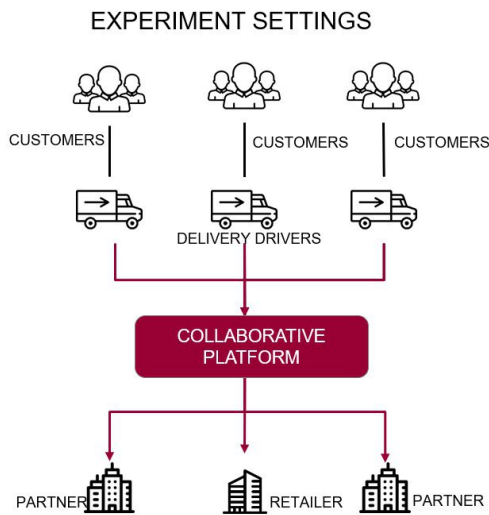 EXPERIMENT SETTINGS
CUSTOMERS
CUSTOMERS
CUSTOMERS
DELIVERY DRIVERS
COLLABORATIVE
PLATFORM
PARTNER
RETAILER
PARTNER